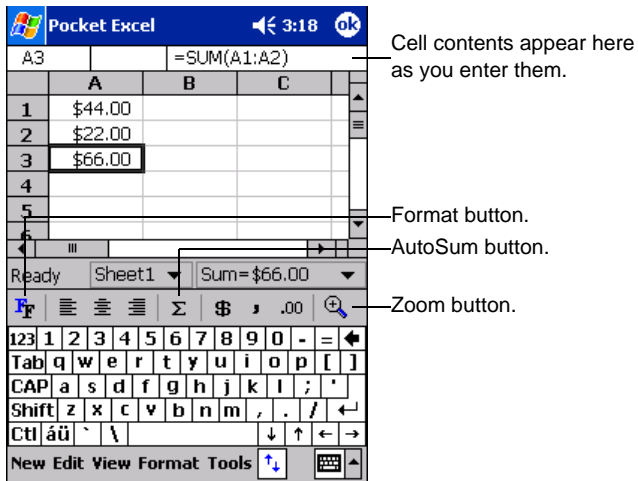 Pocket Excel 3:18 ok
A3 =SUM(A1:A2)
Cell contents appear here
as you enter them.
A B C
1 $44.00
2 $22.00
3 $66.00
4
5
6
Format button.
AutoSum button.
Ready Sheet1 Sum=$66.00
FF Σ $ , .00
Zoom button.
123 1 2 3 4 5 6 7 8 9 0 - =
Tab q w e r t y u i o p [ ]
CAP a s d f g h j k l ; '
Shift z x c v b n m , . /
Ctl áü ` \
New Edit View Format Tools